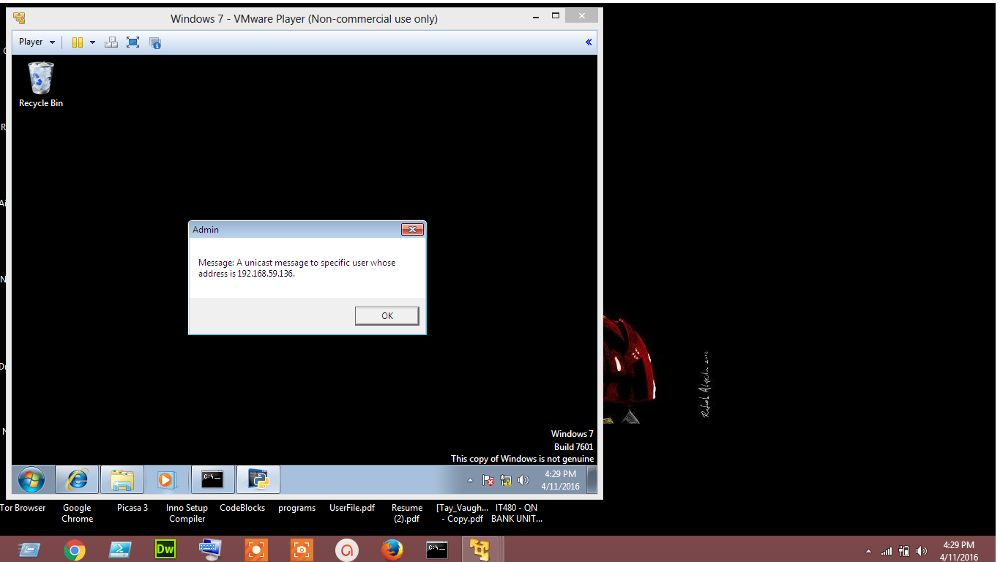 Windows 7 - VMware Player (Non-commercial use only)
Player
Recycle Bin
Admin
Message: A unicast message to specific user whose
address is 192.168.59.136.
OK
Windows 7
Build 7601
This copy of Windows is not genuine
C:\_
4:29 PM
4/11/2016
Tor Browser
Google
Chrome
Picasa 3
Inno Setup
Compiler
CodeBlocks
programs
UserFile.pdf
Resume
(2).pdf
[Tay_Vaugh...
- Copy.pdf
IT480 - QN
BANK UNIT...
Dw
C:\_
4:29 PM
4/11/2016